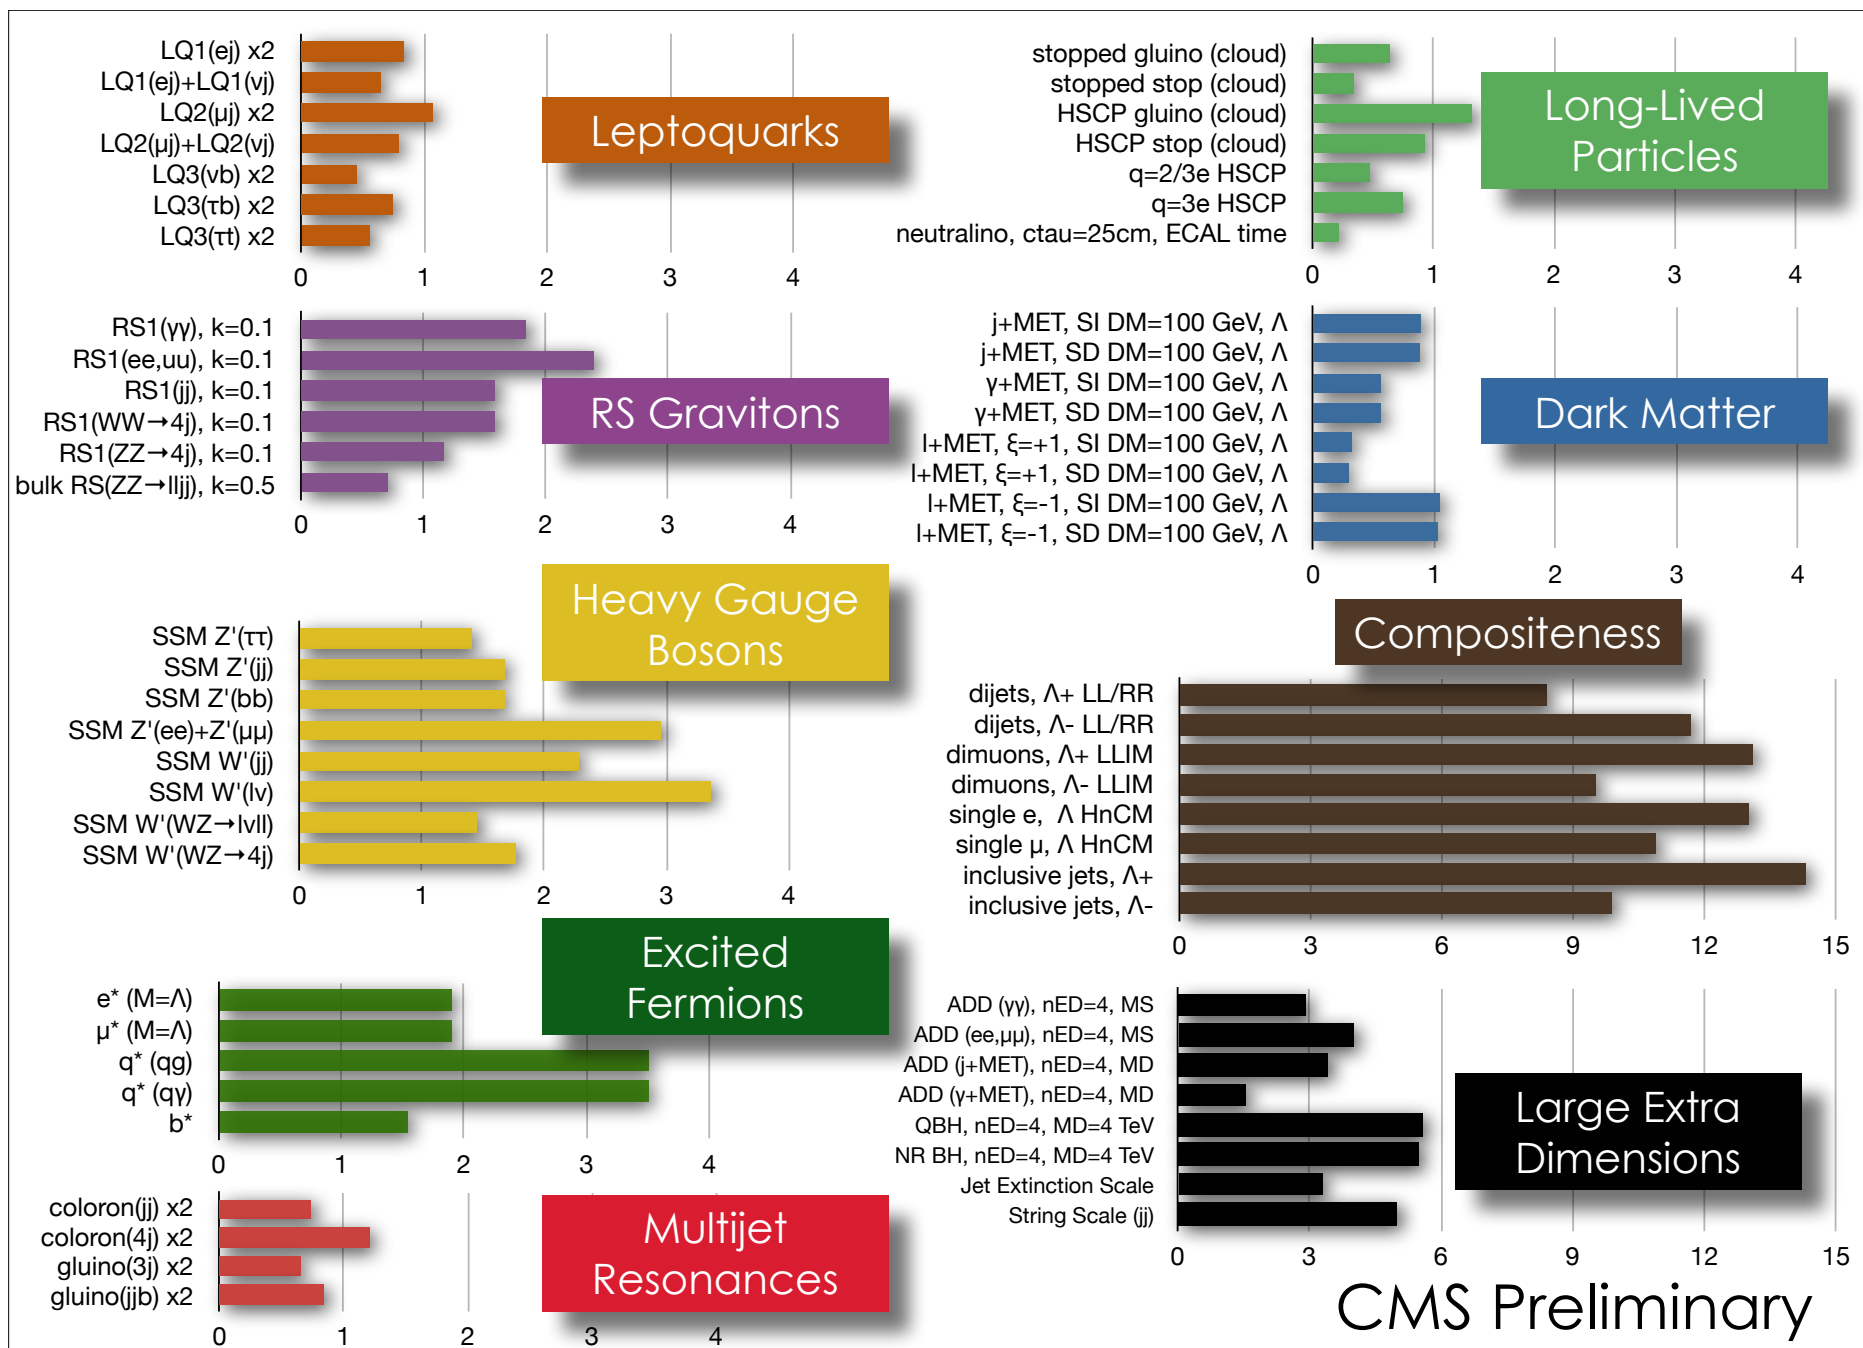 LQ1(ej) x2
LQ1(ej)+LQ1(νj)
LQ2(μj) x2
LQ2(μj)+LQ2(νj)
LQ3(νb) x2
LQ3(τb) x2
LQ3(τt) x2
0 1 2 3 4
Leptoquarks
RS1(γγ), k=0.1
RS1(ee,uu), k=0.1
RS1(jj), k=0.1
RS1(WW→4j), k=0.1
RS1(ZZ→4j), k=0.1
bulk RS(ZZ→lljj), k=0.5
0 1 2 3 4
RS Gravitons
Heavy Gauge
Bosons
SSM Z'(ττ)
SSM Z'(jj)
SSM Z'(bb)
SSM Z'(ee)+Z'(μμ)
SSM W'(jj)
SSM W'(lν)
SSM W'(WZ→lνll)
SSM W'(WZ→4j)
0 1 2 3 4
Excited
Fermions
e* (M=Λ)
μ* (M=Λ)
q* (qg)
q* (qγ)
b*
0 1 2 3 4
coloron(jj) x2
coloron(4j) x2
gluino(3j) x2
gluino(jjb) x2
0 1 2 3 4
Multijet
Resonances
stopped gluino (cloud)
stopped stop (cloud)
HSCP gluino (cloud)
HSCP stop (cloud)
q=2/3e HSCP
q=3e HSCP
neutralino, ctau=25cm, ECAL time
0 1 2 3 4
Long-Lived
Particles
j+MET, SI DM=100 GeV, Λ
j+MET, SD DM=100 GeV, Λ
γ+MET, SI DM=100 GeV, Λ
γ+MET, SD DM=100 GeV, Λ
l+MET, ξ=+1, SI DM=100 GeV, Λ
l+MET, ξ=+1, SD DM=100 GeV, Λ
l+MET, ξ=-1, SI DM=100 GeV, Λ
l+MET, ξ=-1, SD DM=100 GeV, Λ
0 1 2 3 4
Dark Matter
Compositeness
dijets, Λ+ LL/RR
dijets, Λ- LL/RR
dimuons, Λ+ LLIM
dimuons, Λ- LLIM
single e, Λ HnCM
single μ, Λ HnCM
inclusive jets, Λ+
inclusive jets, Λ-
0 3 6 9 12 15
ADD (γγ), nED=4, MS
ADD (ee,μμ), nED=4, MS
ADD (j+MET), nED=4, MD
ADD (γ+MET), nED=4, MD
QBH, nED=4, MD=4 TeV
NR BH, nED=4, MD=4 TeV
Jet Extinction Scale
String Scale (jj)
0 3 6 9 12 15
Large Extra
Dimensions
CMS Preliminary